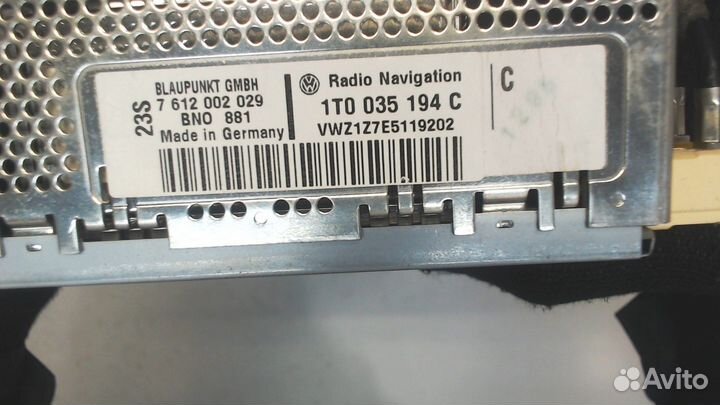 BLAUPUNKT GMBH
7 612 002 029
BNO 881
Made in Germany
23S
Radio Navigation
1T0 035 194 C
VWZ1Z7E5119202
C
Avito